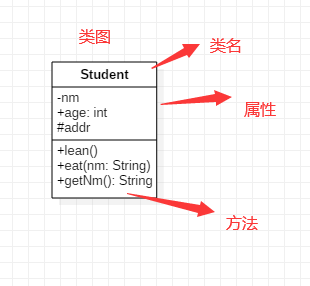 类图
类名
Student
-nm
+age: int
#addr
属性
+lean()
+eat(nm: String)
+getNm(): String
方法